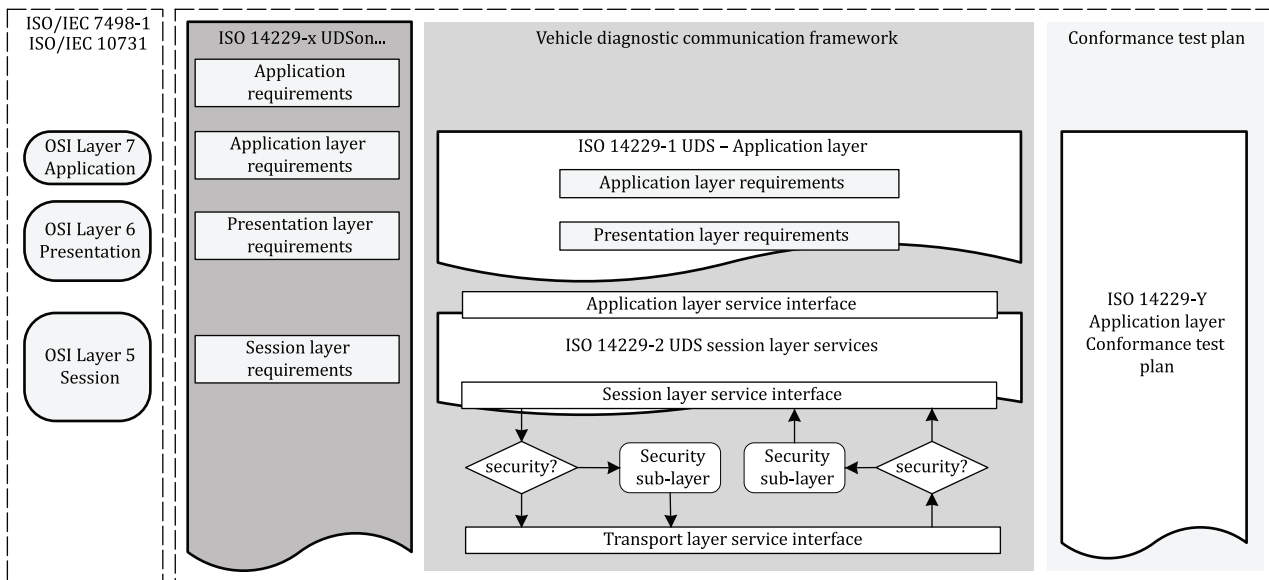 ISO/IEC 7498-1
ISO/IEC 10731
OSI Layer 7
Application
OSI Layer 6
Presentation
OSI Layer 5
Session
ISO 14229-x UDSon...
Application
requirements
Application layer
requirements
Presentation layer
requirements
Session layer
requirements
Vehicle diagnostic communication framework
ISO 14229-1 UDS – Application layer
Application layer requirements
Presentation layer requirements
Application layer service interface
ISO 14229-2 UDS session layer services
Session layer service interface
security?
Security
sub-layer
Security
sub-layer
security?
Transport layer service interface
Conformance test plan
ISO 14229-Y
Application layer
Conformance test
plan